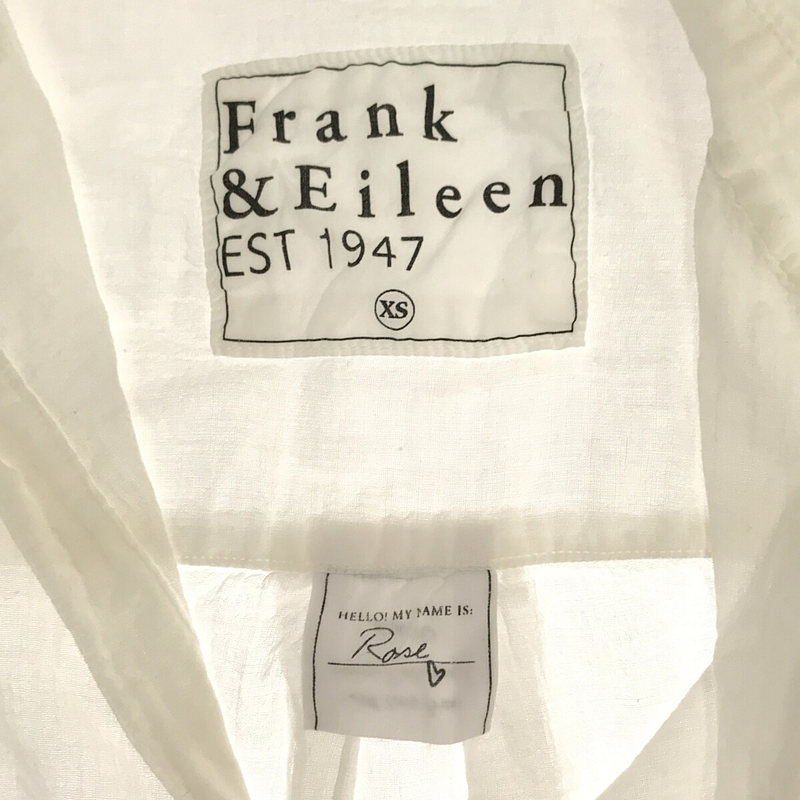 Frank
& Eileen
EST 1947
XS
HELLO! MY NAME IS:
Rose